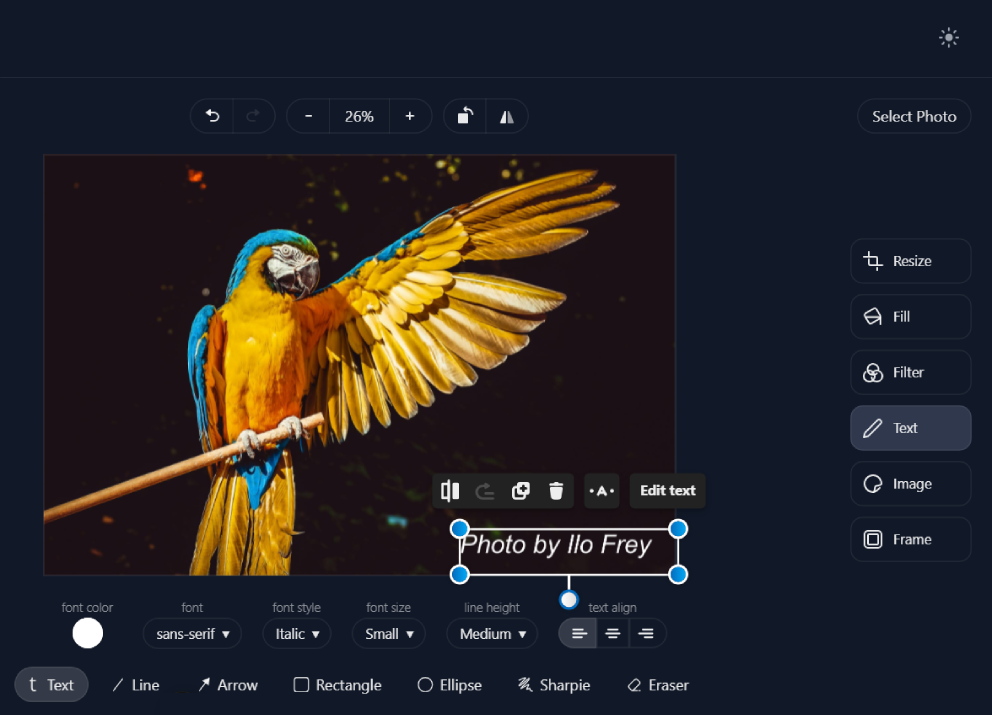 - 26% +
Select Photo
Resize
Fill
Filter
Text
Image
Frame
·A· Edit text
Photo by Ilo Frey
font color font font style font size line height text align
sans-serif ▾ Italic ▾ Small ▾ Medium ▾
t Text Line Arrow Rectangle Ellipse Sharpie Eraser